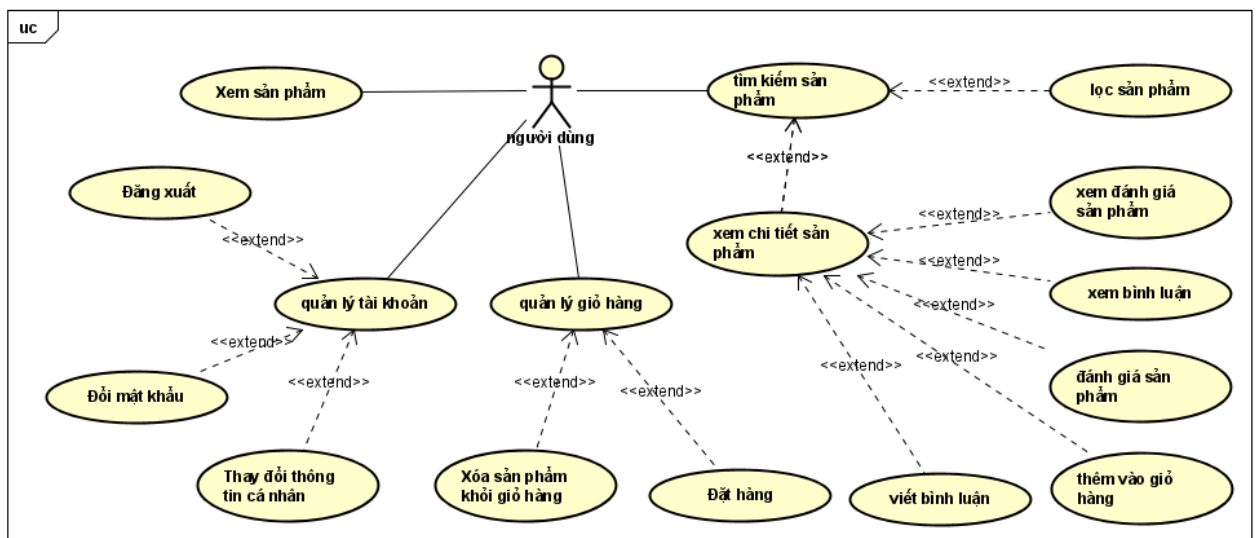 uc
Xem sản phẩm
người dùng
tìm kiếm sản
phẩm
<<extend>>
lọc sản phẩm
<<extend>>
Đăng xuất
<<extend>>
xem chi tiết sản
phẩm
<<extend>>
xem đánh giá
sản phẩm
<<extend>>
xem bình luận
quản lý tài khoản
quản lý giỏ hàng
<<extend>>
<<extend>>
<<extend>>
<<extend>>
đánh giá sản
phẩm
Đổi mật khẩu
<<extend>>
<<extend>>
<<extend>>
<<extend>>
Thay đổi thông
tin cá nhân
Xóa sản phẩm
khỏi giỏ hàng
Đặt hàng
viết bình luận
thêm vào giỏ
hàng